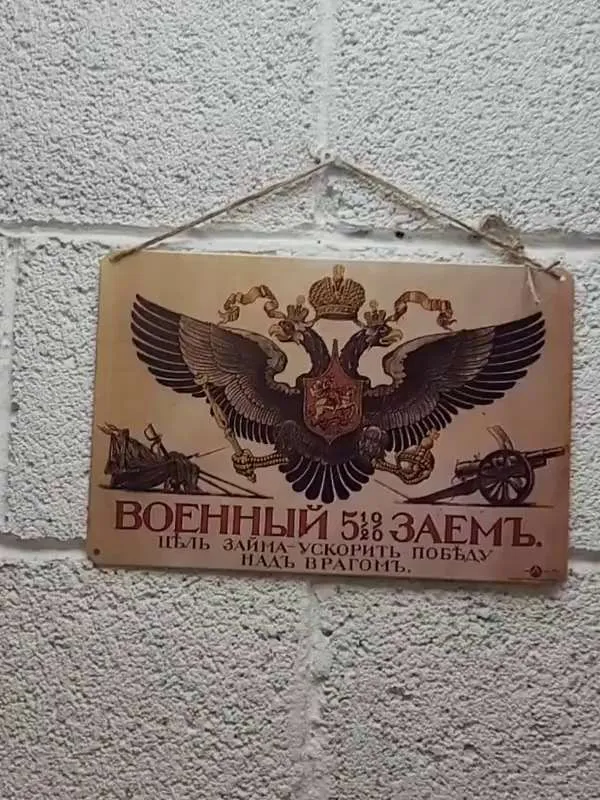 ВОЕННЫЙ 5½% ЗАЕМЪ.
ЦѢЛЬ ЗАЙМА-УСКОРИТЬ ПОБѢДУ
НАДЪ ВРАГОМЪ.